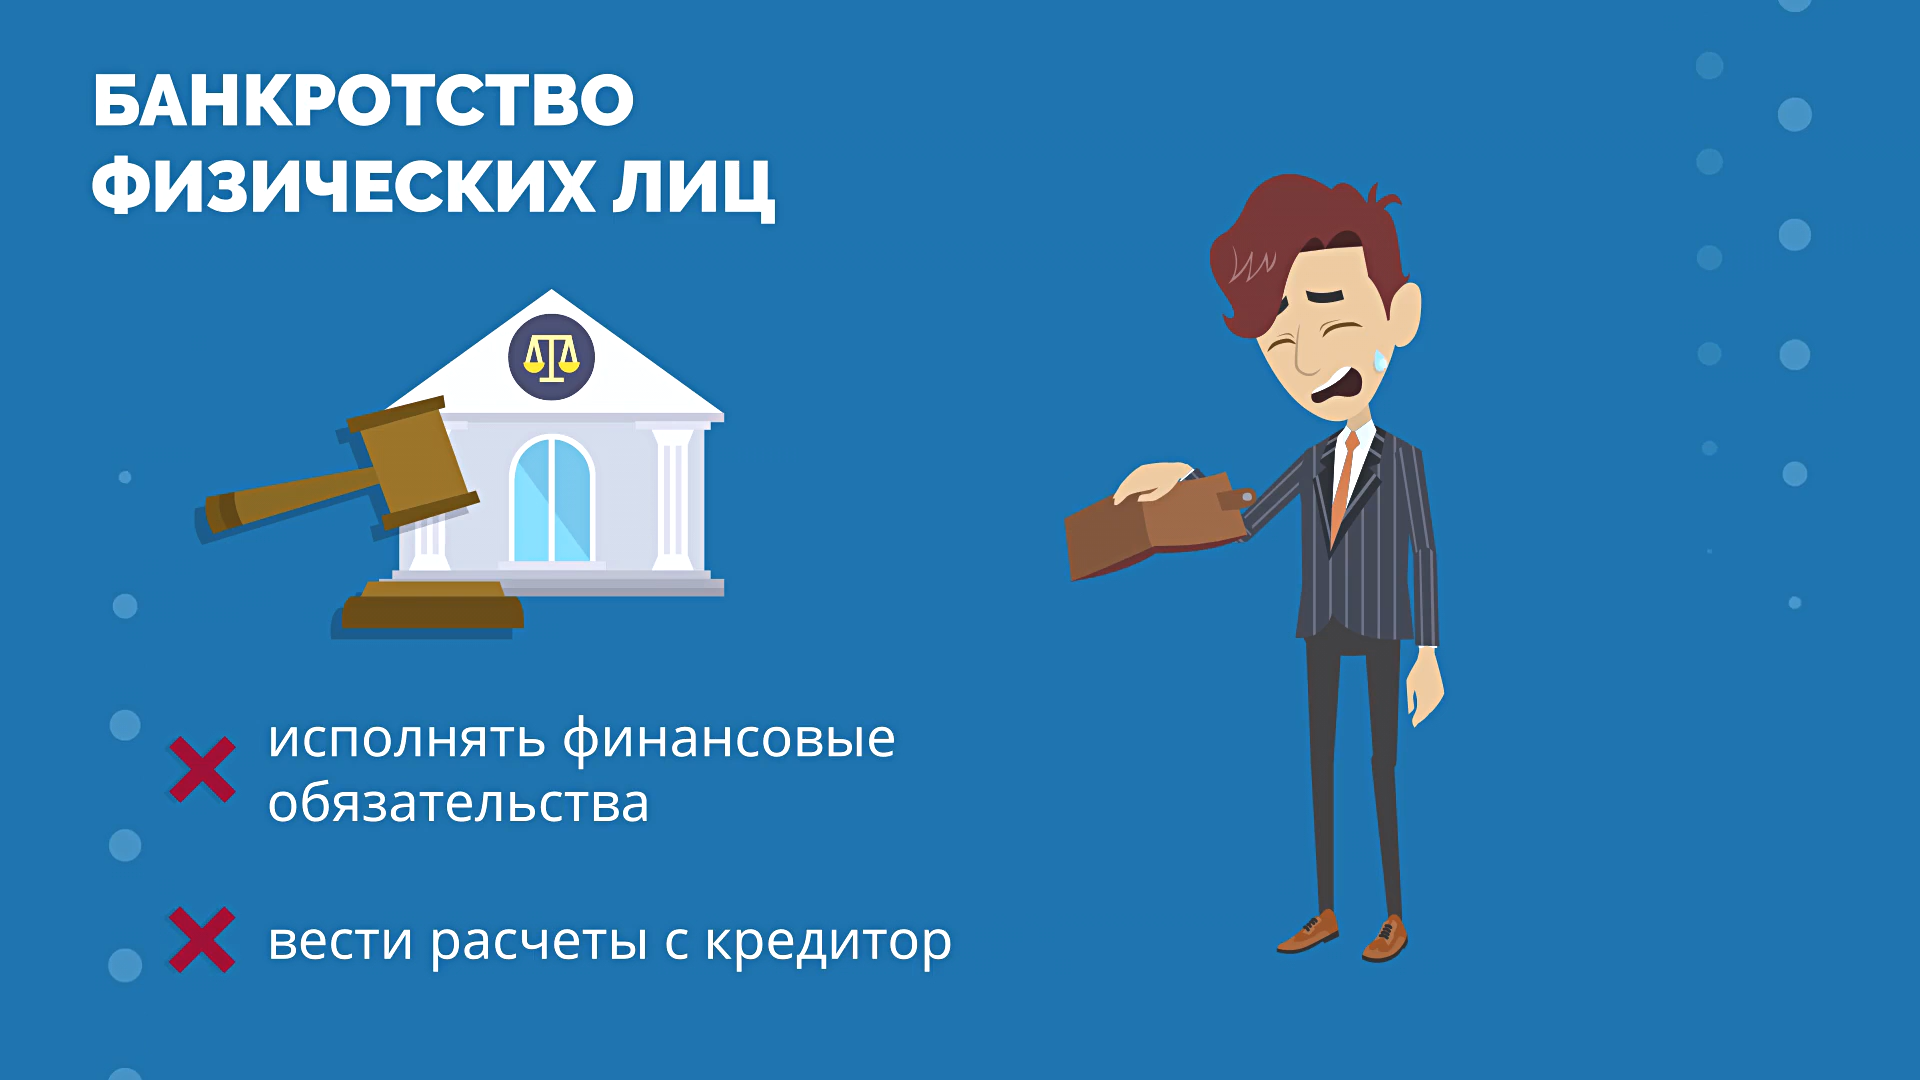 БАНКРОТСТВО
ФИЗИЧЕСКИХ ЛИЦ
исполнять финансовые
обязательства
вести расчеты с кредитор